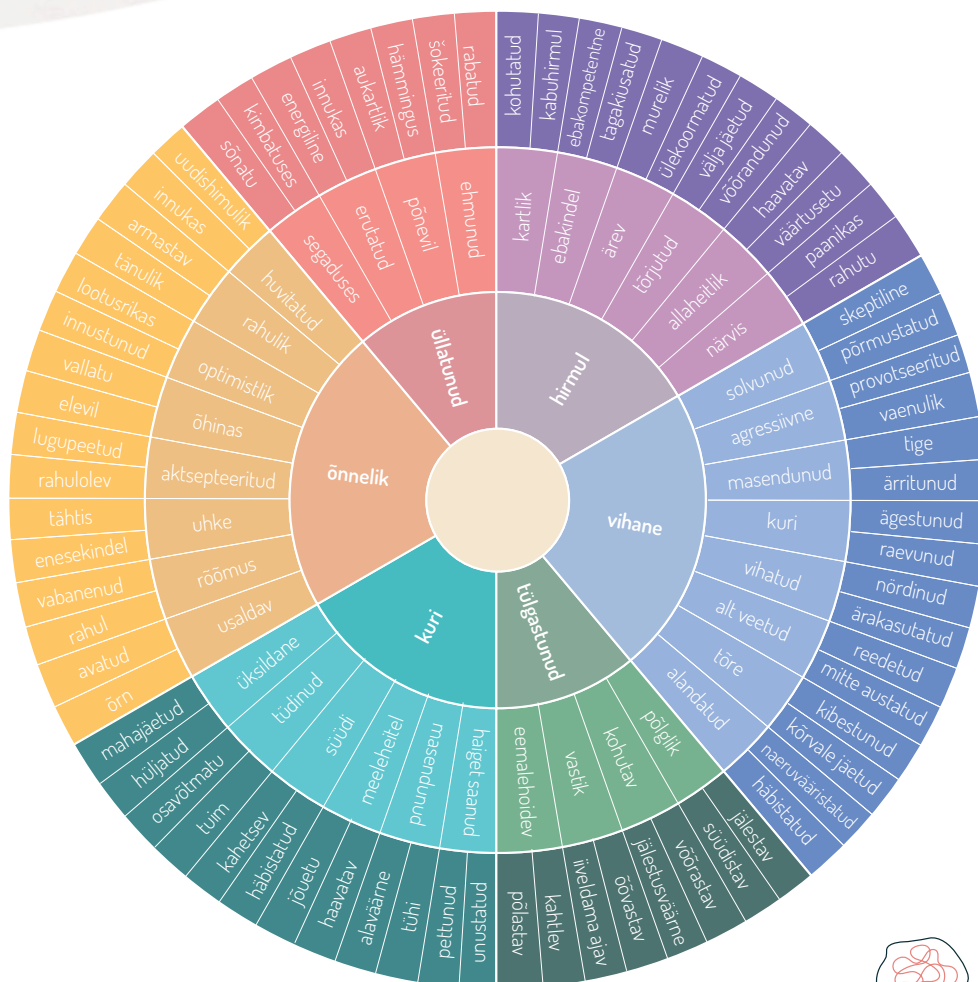 üllatunud
hirmul
vihane
tülgastunud
kuri
õnnelik
segaduses
erutatud
põnevil
ehmunud
kartlik
ebakindel
ärev
tõrjutud
allaheitlik
närvis
solvunud
agressiivne
masendunud
kuri
vihatud
alt veetud
tõre
alandatud
põlglik
kohutav
vastik
eemalehoidev
haiget saanud
masendunud
meeleheitel
süüdi
tüdinud
üksildane
usaldav
rõõmus
uhke
aktsepteeritud
õhinas
optimistlik
rahulik
huvitatud
sõnatu
kimbatuses
energiline
innukas
aukartlik
hämmingus
šokeeritud
rabatud
kohutatud
kabuhirmul
ebakompetentne
tagakiusatud
murelik
ülekoormatud
välja jäetud
võõrandunud
haavatav
väärtusetu
paanikas
rahutu
skeptiline
põrmustatud
provotseeritud
vaenulik
tige
ärritunud
ägestunud
raevunud
nördinud
ärakasutatud
reedetud
mitte austatud
kibestunud
kõrvale jäetud
naeruvääristatud
häbistatud
jälestav
süüdistav
võõrastav
jälestusväärne
õõvastav
iiveldama ajav
kahtlev
põlastav
unustatud
pettunud
tühi
alaväärne
haavatav
jõuetu
häbistatud
kahetsev
tuim
osavõtmatu
hüljatud
mahajäetud
õrn
avatud
rahul
vabanenud
enesekindel
tähtis
rahulolev
lugupeetud
elevil
vallatu
innustunud
lootusrikas
tänulik
armastav
innukas
uudishimulik